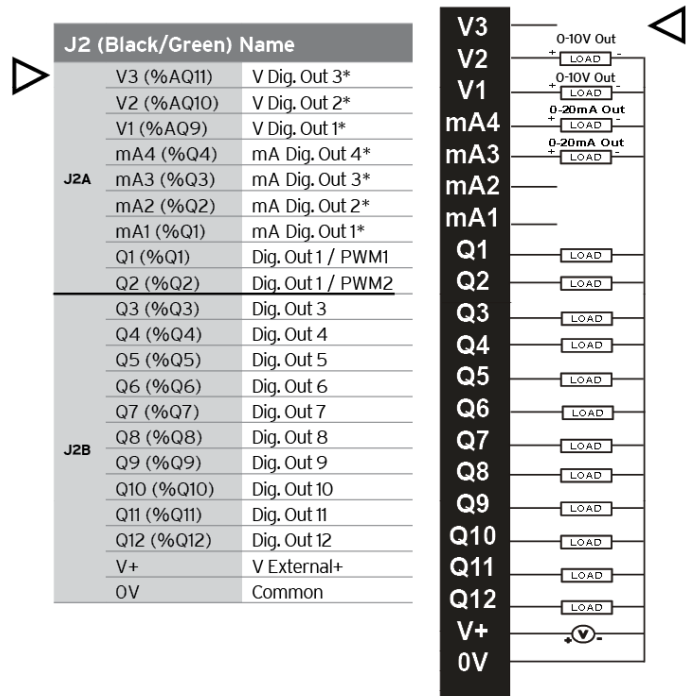 J2 (Black/Green) Name
V3 (%AQ11) V Dig. Out 3*
V2 (%AQ10) V Dig. Out 2*
V1 (%AQ9) V Dig. Out 1*
mA4 (%Q4) mA Dig. Out 4*
J2A mA3 (%Q3) mA Dig. Out 3*
mA2 (%Q2) mA Dig. Out 2*
mA1 (%Q1) mA Dig. Out 1*
Q1 (%Q1) Dig. Out 1 / PWM1
Q2 (%Q2) Dig. Out 1 / PWM2
Q3 (%Q3) Dig. Out 3
Q4 (%Q4) Dig. Out 4
Q5 (%Q5) Dig. Out 5
Q6 (%Q6) Dig. Out 6
Q7 (%Q7) Dig. Out 7
J2B Q8 (%Q8) Dig. Out 8
Q9 (%Q9) Dig. Out 9
Q10 (%Q10) Dig. Out 10
Q11 (%Q11) Dig. Out 11
Q12 (%Q12) Dig. Out 12
V+ V External+
0V Common
V3
0-10V Out
V2 + LOAD -
0-10V Out
V1 + LOAD -
0-20mA Out
mA4 + LOAD -
0-20mA Out
mA3 + LOAD -
mA2
mA1
Q1 LOAD
Q2 LOAD
Q3 LOAD
Q4 LOAD
Q5 LOAD
Q6 LOAD
Q7 LOAD
Q8 LOAD
Q9 LOAD
Q10 LOAD
Q11 LOAD
Q12 LOAD
V+ + V -
0V